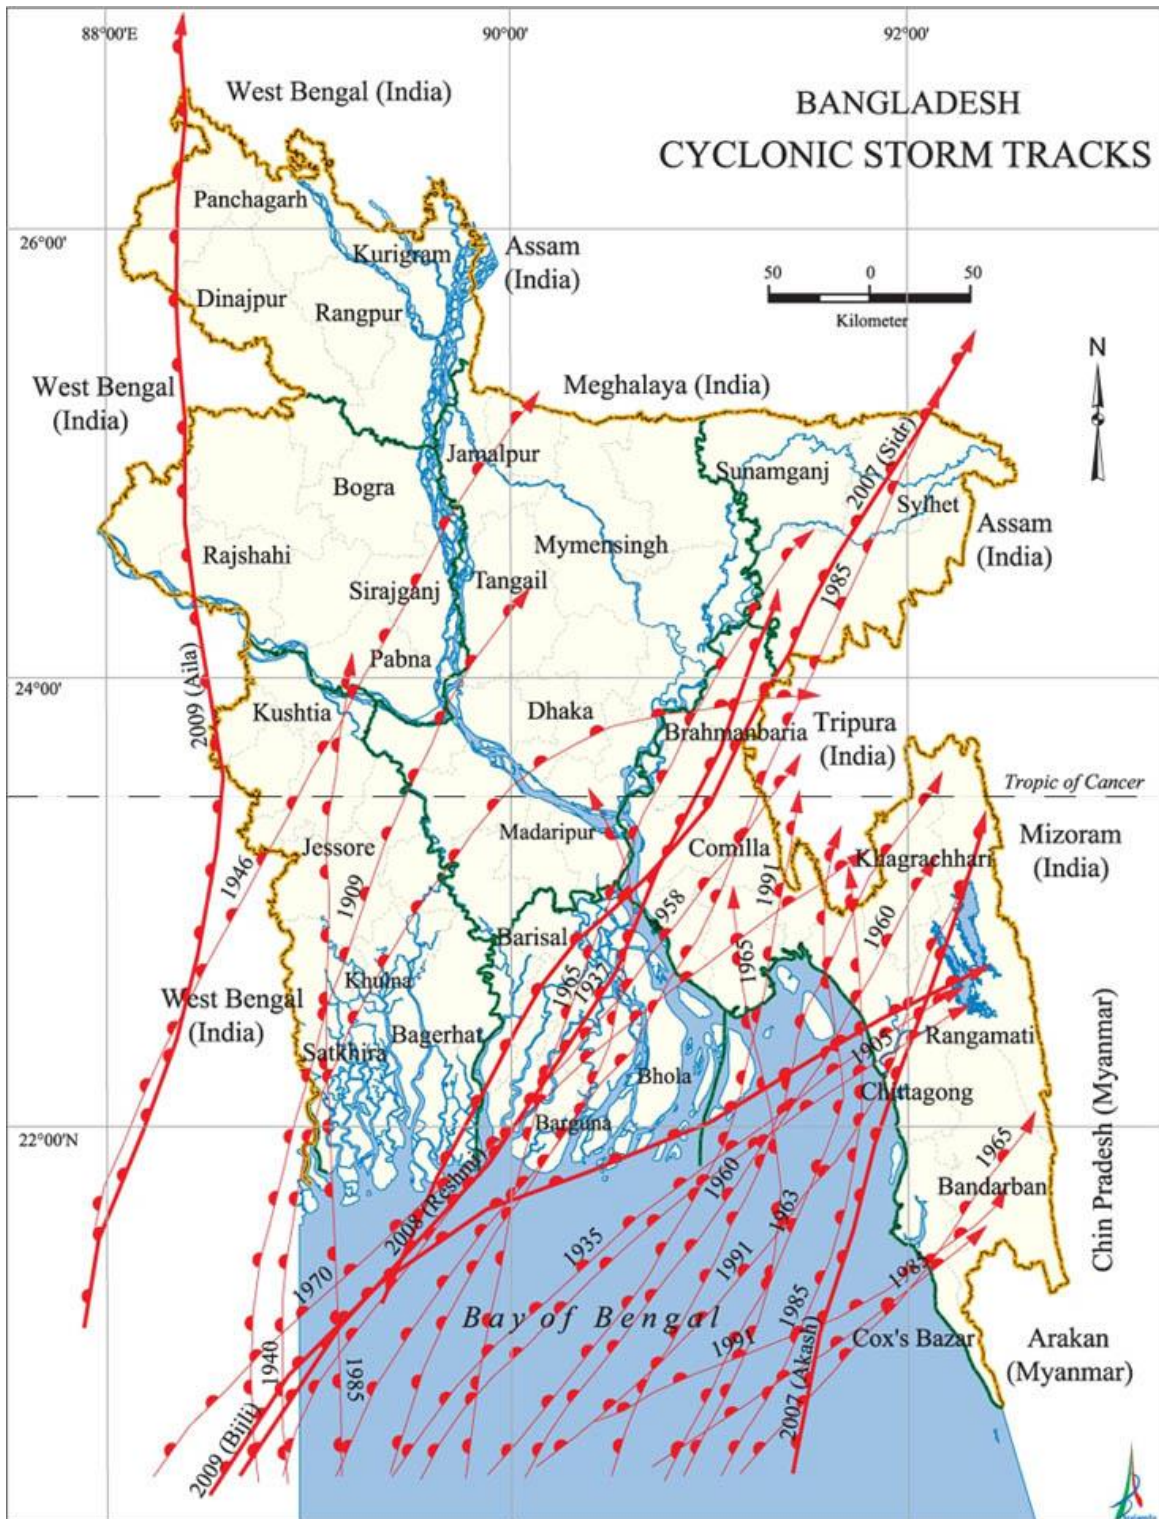 88°00'E
90°00'
92°00'
West Bengal (India)
BANGLADESH
CYCLONIC STORM TRACKS
Panchagarh
26°00'
Kurigram
Assam
(India)
50
0
50
Kilometer
Dinajpur
Rangpur
N
West Bengal
(India)
Meghalaya (India)
Jamalpur
Bogra
Sunamganj
2007 (Sidr)
Sylhet
Assam
(India)
Rajshahi
Mymensingh
Sirajganj
Tangail
1985
Pabna
24°00'
2009 (Aila)
Kushtia
Dhaka
Brahmanbaria
Tripura
(India)
Tropic of Cancer
Madaripur
Jessore
Comilla
Khagrachhari
Mizoram
(India)
1946
1909
1991
1958
1960
Barisal
1965
1965
1937
Khulna
West Bengal
(India)
Bagerhat
Satkhira
Rangamati
1905
Bhola
Chittagong
Barguna
22°00'N
1965
2008 (Reshmi)
1960
Bandarban
Chin Pradesh (Myanmar)
1963
1935
1970
1991
1985
1985
Bay of Bengal
1991
Cox's Bazar
Arakan
(Myanmar)
1940
1985
2007 (Akash)
2009 (Bijli)